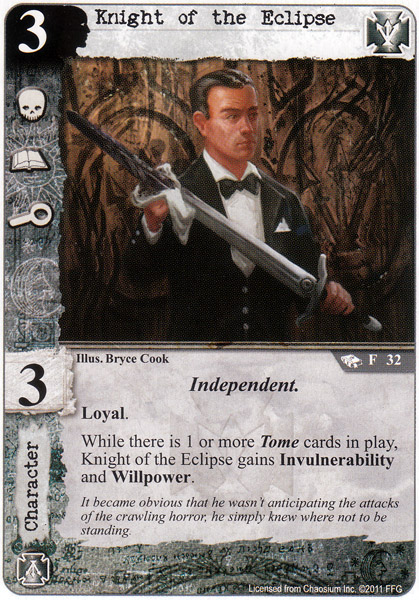 3
Knight of the Eclipse
Illus. Bryce Cook
F 32
3
Independent.
Loyal.
While there is 1 or more Tome cards in play,
Knight of the Eclipse gains Invulnerability
and Willpower.
It became obvious that he wasn't anticipating the attacks
of the crawling horror, he simply knew where not to be
standing.
Character
Licensed from Chaosium Inc. ©2011 FFG